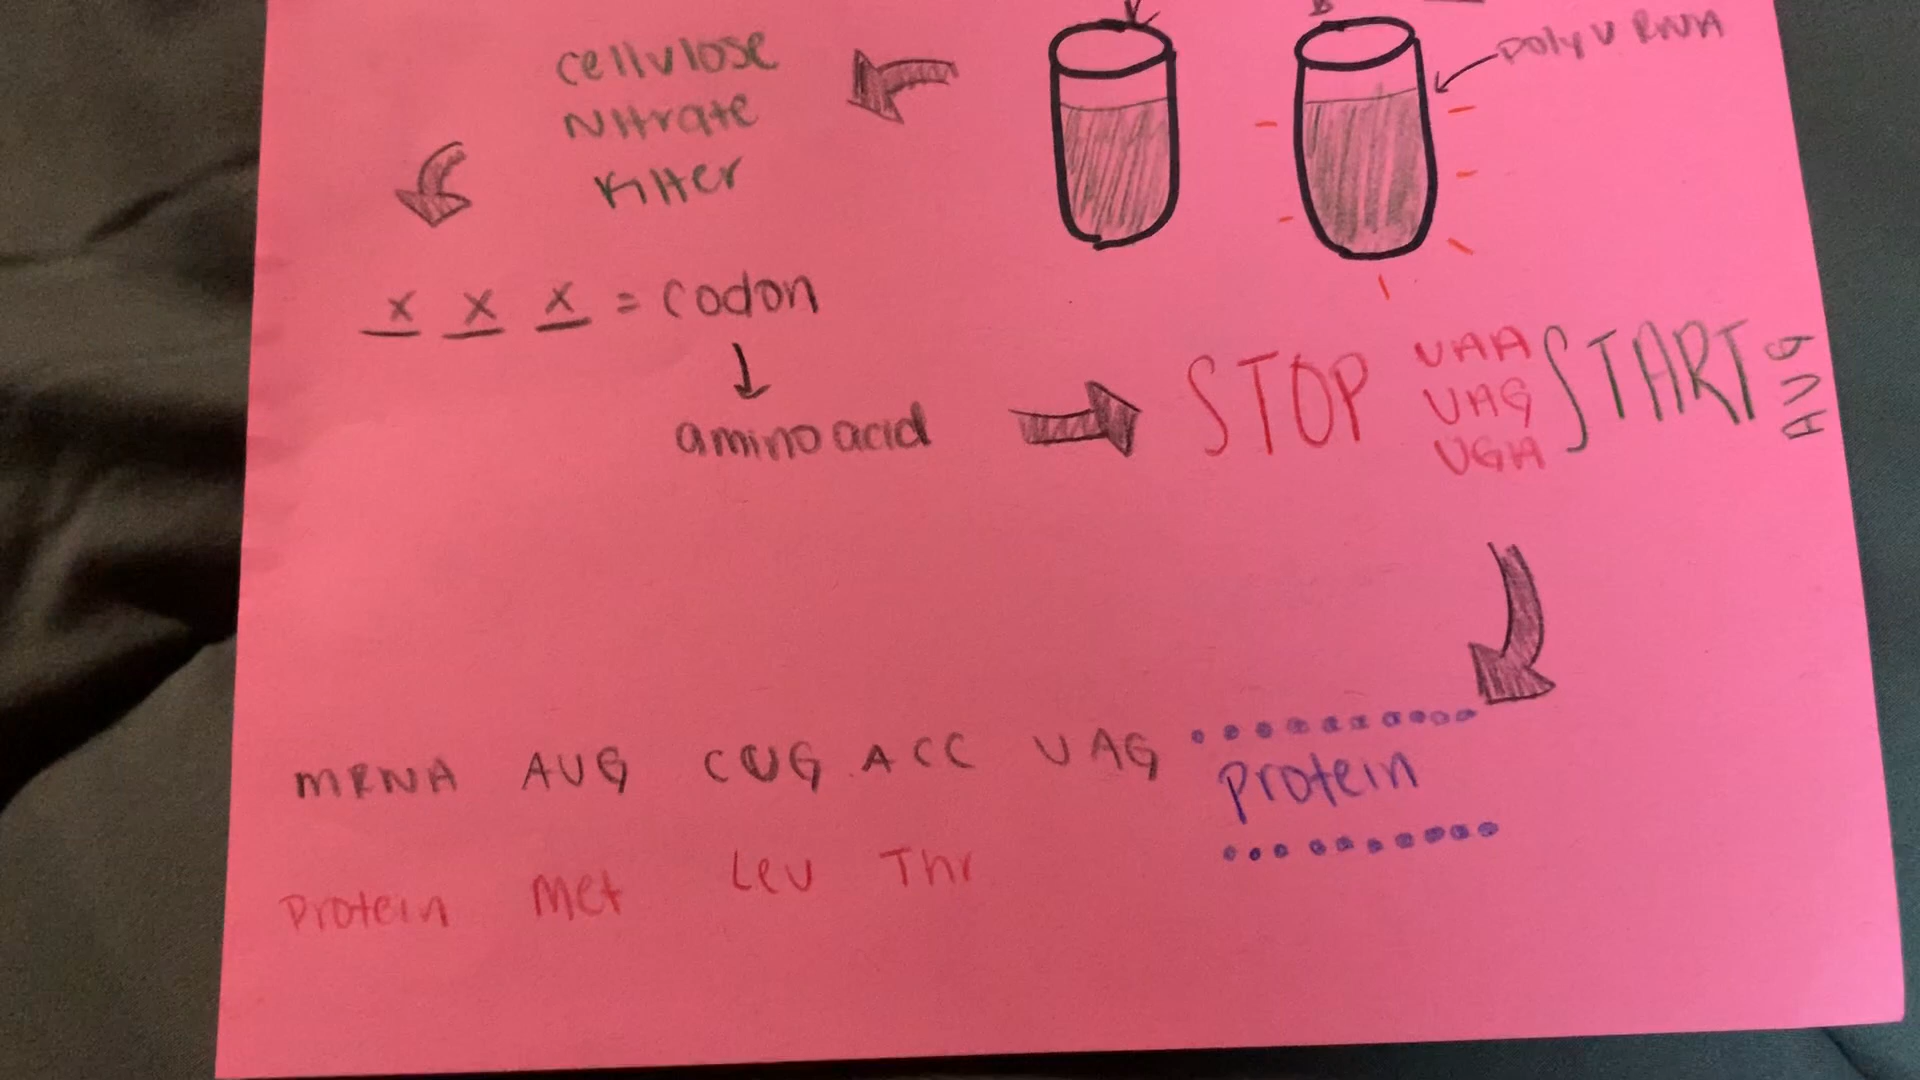 poly U RNA
cellulose
Nitrate
Filter
x x x = codon
amino acid
STOP UAA
UAG
UGA
START AUG
mRNA AUG CUG ACC UAG
protein
Protein Met Leu Thr